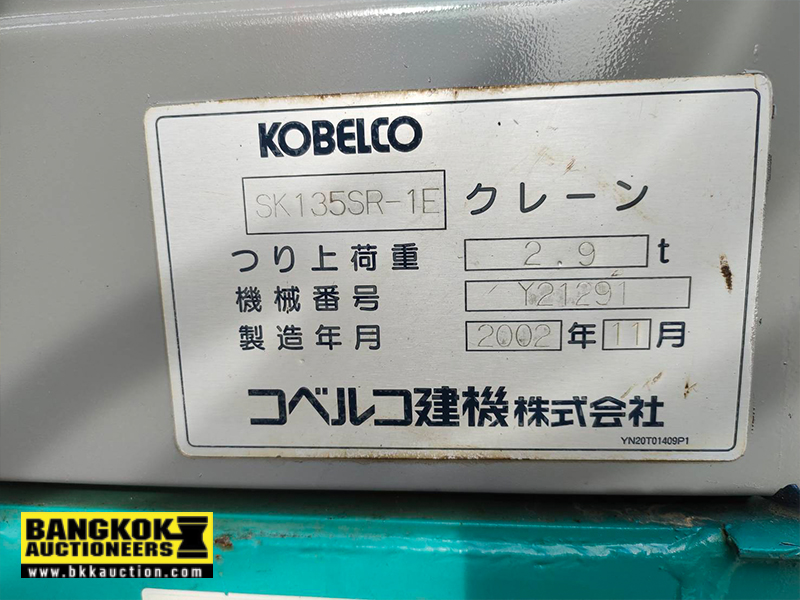 KOBELCO
SK135SR-1E クレーン
つり上荷重 2.9 t
機械番号 Y21291
製造年月 2002 年 11 月
コベルコ建機株式会社
YN20T01409P1
BANGKOK
AUCTIONEERS
www.bkkauction.com